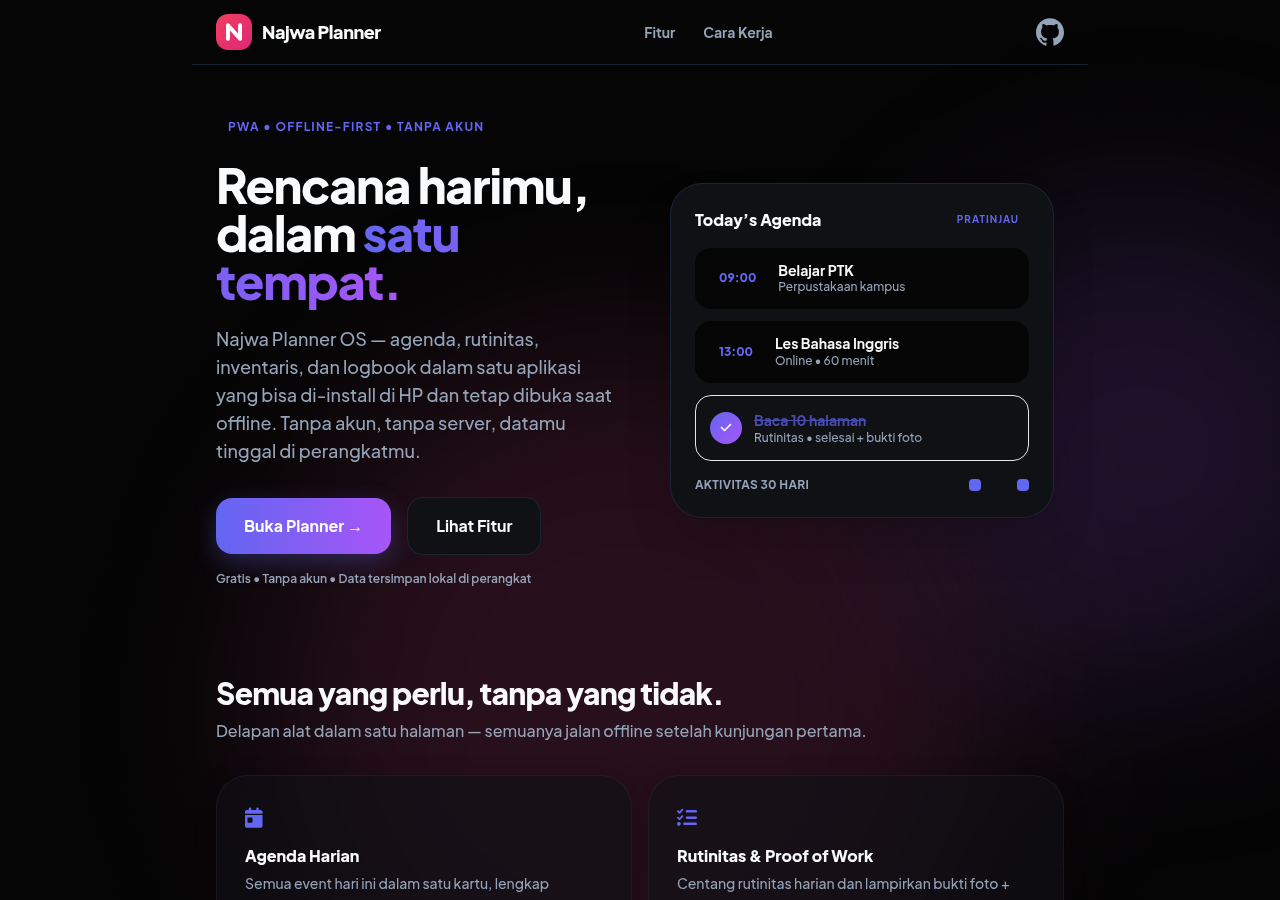 N Najwa Planner
Fitur
Cara Kerja
PWA • OFFLINE-FIRST • TANPA AKUN
Rencana harimu,
dalam satu
tempat.
Najwa Planner OS — agenda, rutinitas,
inventaris, dan logbook dalam satu aplikasi
yang bisa di-install di HP dan tetap dibuka saat
offline. Tanpa akun, tanpa server, datamu
tinggal di perangkatmu.
Buka Planner →
Lihat Fitur
Gratis • Tanpa akun • Data tersimpan lokal di perangkat
Today’s Agenda
PRATINJAU
09:00
Belajar PTK
Perpustakaan kampus
13:00
Les Bahasa Inggris
Online • 60 menit
Baca 10 halaman
Rutinitas • selesai + bukti foto
AKTIVITAS 30 HARI
Semua yang perlu, tanpa yang tidak.
Delapan alat dalam satu halaman — semuanya jalan offline setelah kunjungan pertama.
Agenda Harian
Semua event hari ini dalam satu kartu, lengkap
Rutinitas & Proof of Work
Centang rutinitas harian dan lampirkan bukti foto +